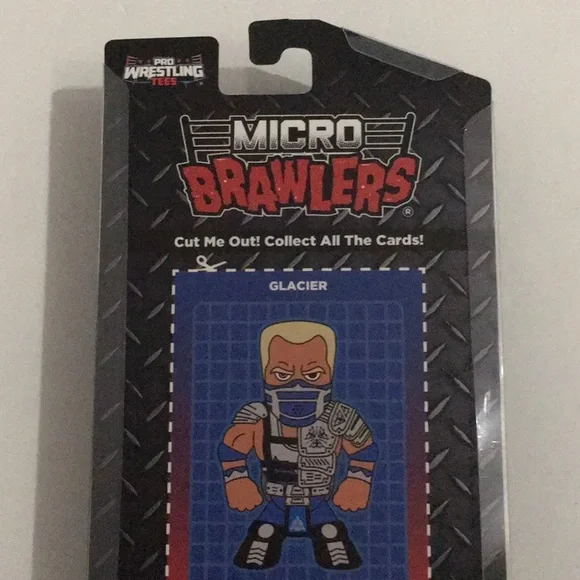 PRO
WRESTLING
TEES
MICRO
BRAWLERS
Cut Me Out! Collect All The Cards!
GLACIER